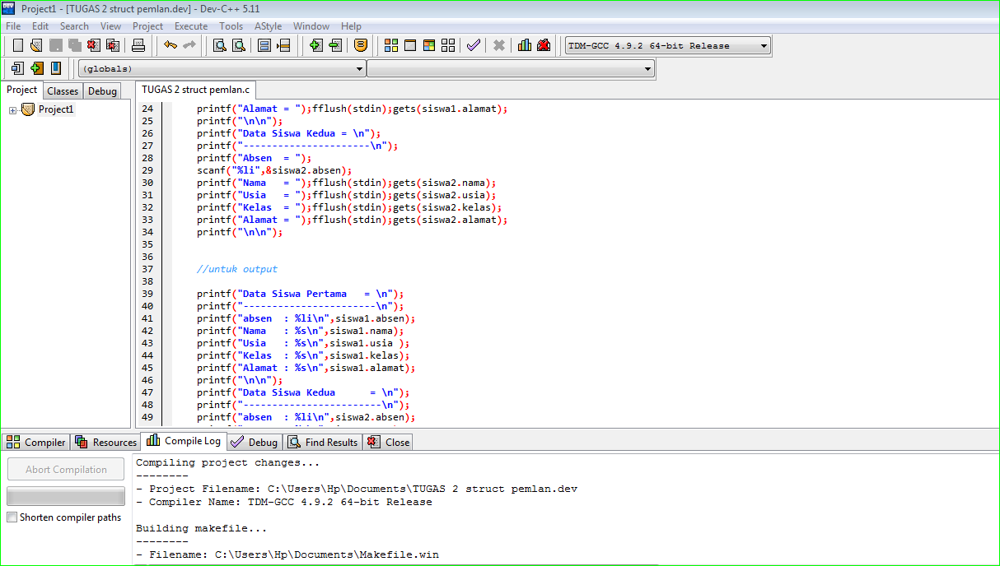 Project1 - [TUGAS 2 struct pemlan.dev] - Dev-C++ 5.11
File Edit Search View Project Execute Tools AStyle Window Help
TDM-GCC 4.9.2 64-bit Release
(globals)
Project Classes Debug
Project1
TUGAS 2 struct pemlan.c
24 printf("Alamat = ");fflush(stdin);gets(siswa1.alamat);
25 printf("\n\n");
26 printf("Data Siswa Kedua = \n");
27 printf("----------------------\n");
28 printf("Absen  = ");
29 scanf("%li",&siswa2.absen);
30 printf("Nama   = ");fflush(stdin);gets(siswa2.nama);
31 printf("Usia   = ");fflush(stdin);gets(siswa2.usia);
32 printf("Kelas  = ");fflush(stdin);gets(siswa2.kelas);
33 printf("Alamat = ");fflush(stdin);gets(siswa2.alamat);
34 printf("\n\n");
35
36
37 //untuk output
38
39 printf("Data Siswa Pertama   = \n");
40 printf("-----------------------\n");
41 printf("absen  : %li\n",siswa1.absen);
42 printf("Nama   : %s\n",siswa1.nama);
43 printf("Usia   : %s\n",siswa1.usia );
44 printf("Kelas  : %s\n",siswa1.kelas);
45 printf("Alamat : %s\n",siswa1.alamat);
46 printf("\n\n");
47 printf("Data Siswa Kedua      = \n");
48 printf("------------------------\n");
49 printf("absen  : %li\n",siswa2.absen);
Compiler Resources Compile Log Debug Find Results Close
Abort Compilation
Shorten compiler paths
Compiling project changes...
--------
- Project Filename: C:\Users\Hp\Documents\TUGAS 2 struct pemlan.dev
- Compiler Name: TDM-GCC 4.9.2 64-bit Release
Building makefile...
--------
- Filename: C:\Users\Hp\Documents\Makefile.win